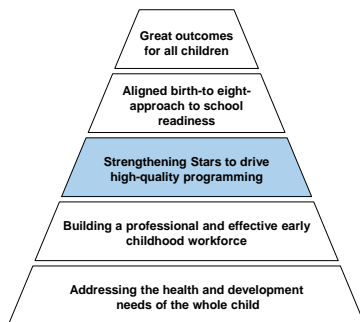 Great outcomes
for all children
Aligned birth-to eight-
approach to school
readiness
Strengthening Stars to drive
high-quality programming
Building a professional and effective early
childhood workforce
Addressing the health and development
needs of the whole child